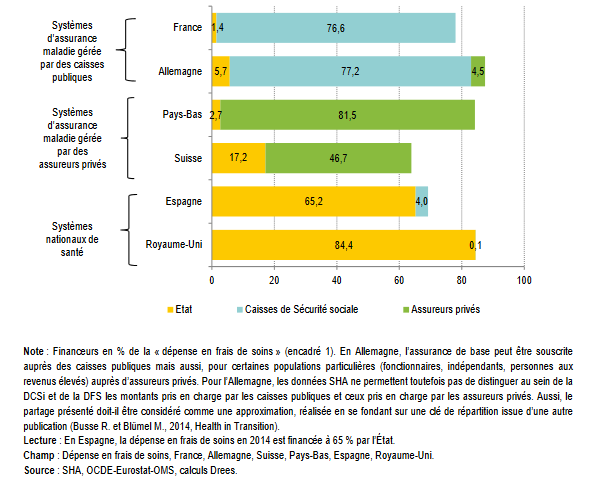 Systèmes
d'assurance
maladie gérée
par des caisses
publiques
France
1,4
76,6
Allemagne
5,7
77,2
4,5
Systèmes
d'assurance
maladie gérée
par des
assureurs privés
Pays-Bas
2,7
81,5
Suisse
17,2
46,7
Systèmes
nationaux de
santé
Espagne
65,2
4,0
Royaume-Uni
84,4
0,1
0 20 40 60 80 100
Etat Caisses de Sécurité sociale Assureurs privés
Note : Financeurs en % de la « dépense en frais de soins » (encadré 1). En Allemagne, l'assurance de base peut être souscrite
auprès des caisses publiques mais aussi, pour certaines populations particulières (fonctionnaires, indépendants, personnes aux
revenus élevés) auprès d'assureurs privés. Pour l'Allemagne, les données SHA ne permettent toutefois pas de distinguer au sein de la
DCSi et de la DFS les montants pris en charge par les caisses publiques et ceux pris en charge par les assureurs privés. Aussi, le
partage présenté doit-il être considéré comme une approximation, réalisée en se fondant sur une clé de répartition issue d'une autre
publication (Busse R. et Blümel M., 2014, Health in Transition).
Lecture : En Espagne, la dépense en frais de soins en 2014 est financée à 65 % par l'État.
Champ : Dépense en frais de soins, France, Allemagne, Suisse, Pays-Bas, Espagne, Royaume-Uni.
Source : SHA, OCDE-Eurostat-OMS, calculs Drees.